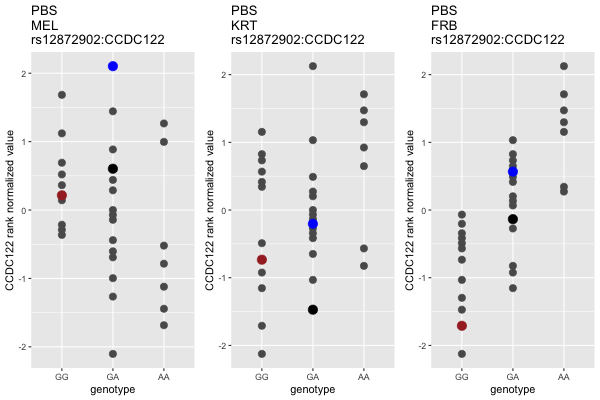 PBS
MEL
rs12872902:CCDC122
CCDC122 rank normalized value
2
1
0
-1
-2
GG
GA
AA
genotype
PBS
KRT
rs12872902:CCDC122
CCDC122 rank normalized value
2
1
0
-1
-2
GG
GA
AA
genotype
PBS
FRB
rs12872902:CCDC122
CCDC122 rank normalized value
2
1
0
-1
-2
GG
GA
AA
genotype